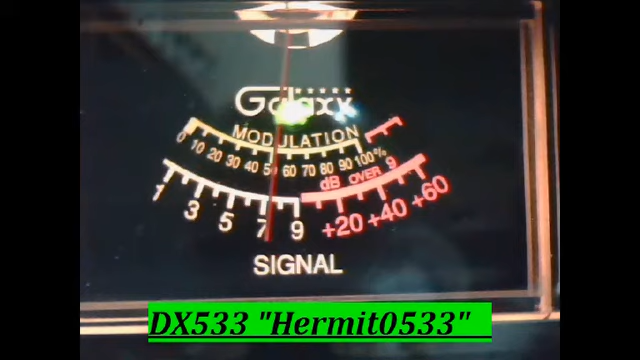 Galaxy
MODULATION
0 10 20 30 40 50 60 70 80 90 100%
dB OVER 9
1 3 5 7 9 +20 +40 +60
SIGNAL
DX533 "Hermit0533"